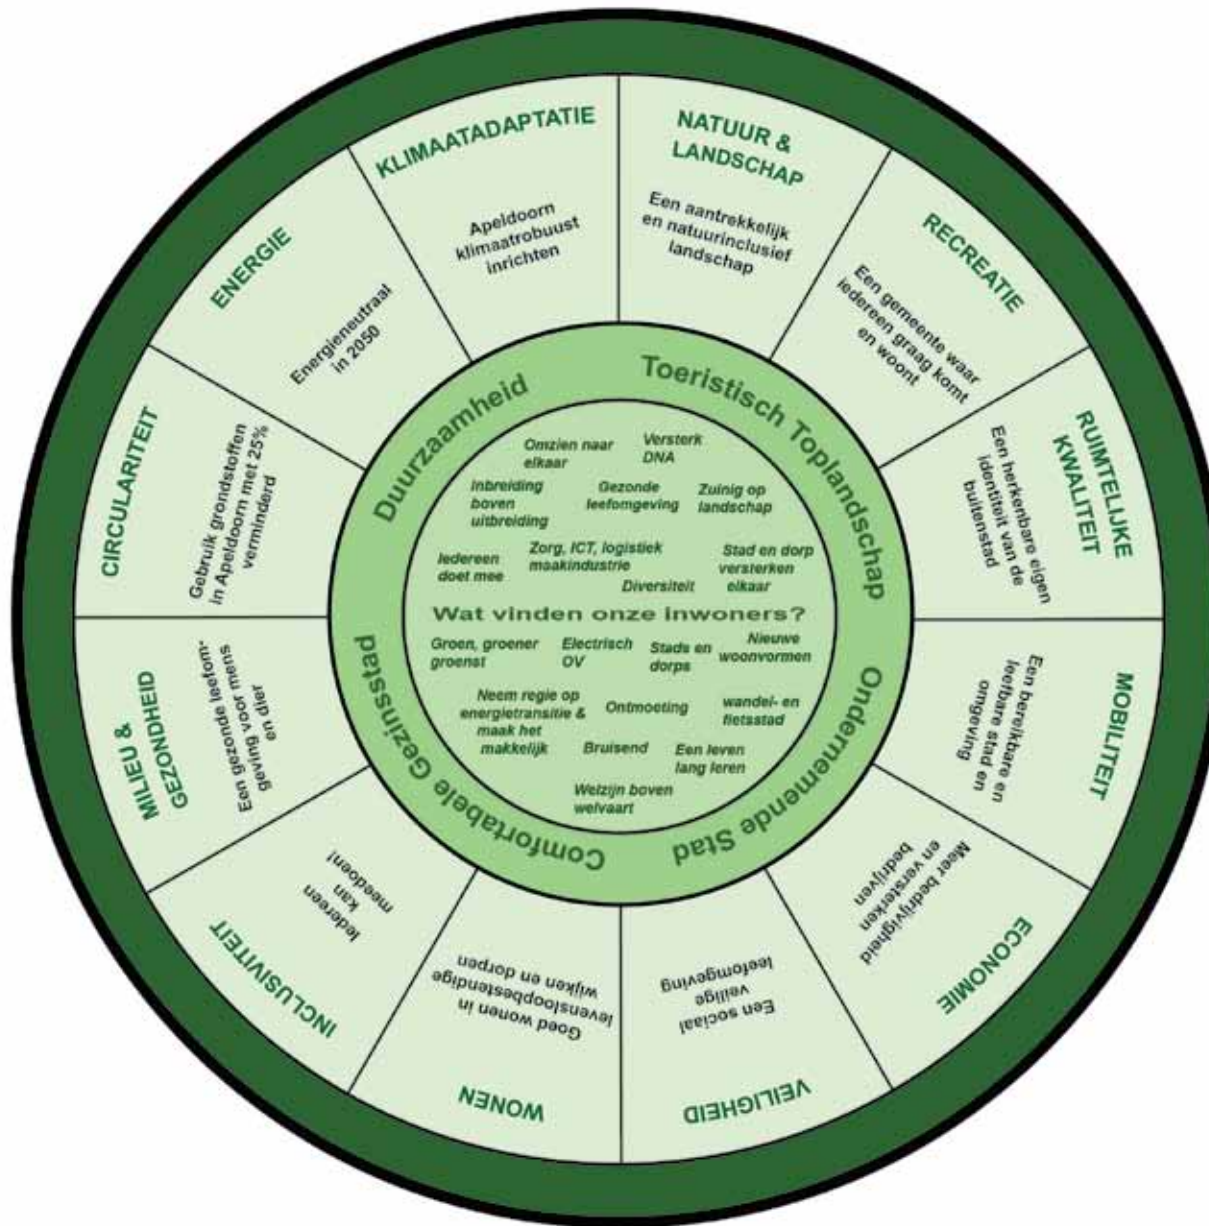 KLIMAATADAPTATIE
Apeldoorn
klimaatrobuust
inrichten
NATUUR &
LANDSCHAP
Een aantrekkelijk
en natuurinclusief
landschap
RECREATIE
Een gemeente waar
iedereen graag komt
en woont
RUIMTELIJKE
KWALITEIT
Een herkenbare eigen
identiteit van de
buitenstad
MOBILITEIT
Een bereikbare en
leefbare stad en
omgeving
ECONOMIE
Meer bedrijvigheid
en versterken
bedrijven
VEILIGHEID
Een sociaal
veilige
leefomgeving
WONEN
Goed wonen in
levensloopbestendige
wijken en dorpen
INCLUSIVITEIT
Iedereen
kan
meedoen!
MILIEU &
GEZONDHEID
Een gezonde leefom-
geving voor mens
en dier
CIRCULARITEIT
Gebruik grondstoffen
in Apeldoorn met 25%
verminderd
ENERGIE
Energieneutraal
in 2050
Duurzaamheid
Toeristisch Toplandschap
Ondernemende Stad
Comfortabele Gezinsstad
Omzien naar
elkaar
Versterk
DNA
Inbreiding
boven
uitbreiding
Gezonde
leefomgeving
Zuinig op
landschap
Iedereen
doet mee
Zorg, ICT, logistiek
maakindustrie
Diversiteit
Stad en dorp
versterken
elkaar
Wat vinden onze inwoners?
Groen, groener
groenst
Electrisch
OV
Stads en
dorps
Nieuwe
woonvormen
Neem regie op
energietransitie &
maak het
makkelijk
Ontmoeting
wandel- en
fietsstad
Bruisend
Een leven
lang leren
Welzijn boven
welvaart